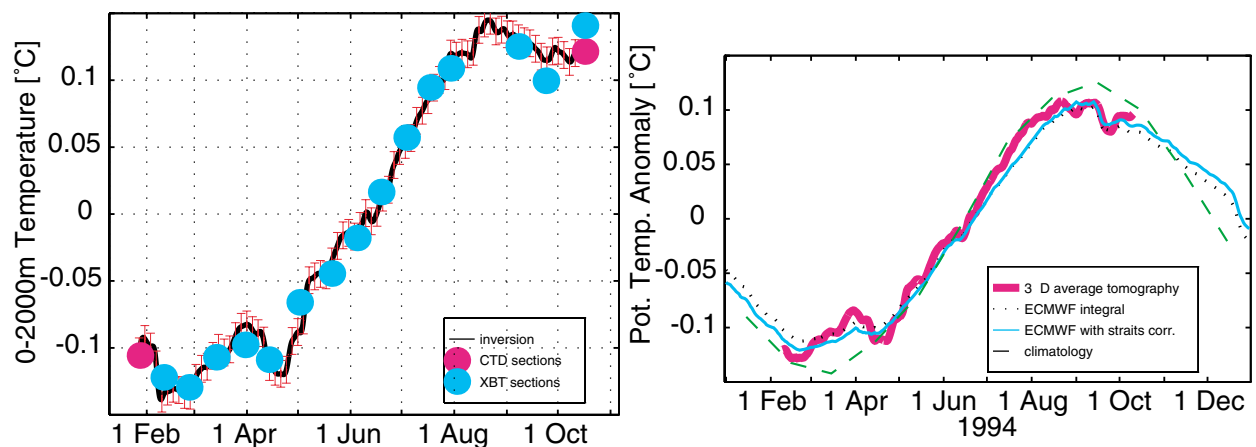 0-2000m Temperature [˚C]
0.1
0.05
0
-0.05
-0.1
inversion
CTD sections
XBT sections
1 Feb 1 Apr 1 Jun 1 Aug 1 Oct
Pot. Temp. Anomaly [˚C]
0.1
0.05
0
-0.05
-0.1
3 D average tomography
ECMWF integral
ECMWF with straits corr.
climatology
1 Feb 1 Apr 1 Jun 1 Aug 1 Oct 1 Dec
1994